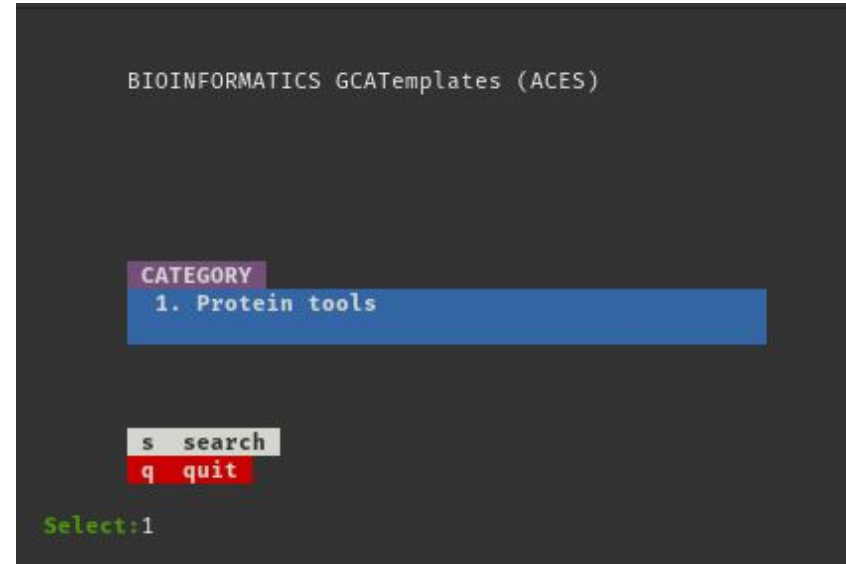 BIOINFORMATICS GCATemplates (ACES)
CATEGORY
1. Protein tools
s search
q quit
Select:1